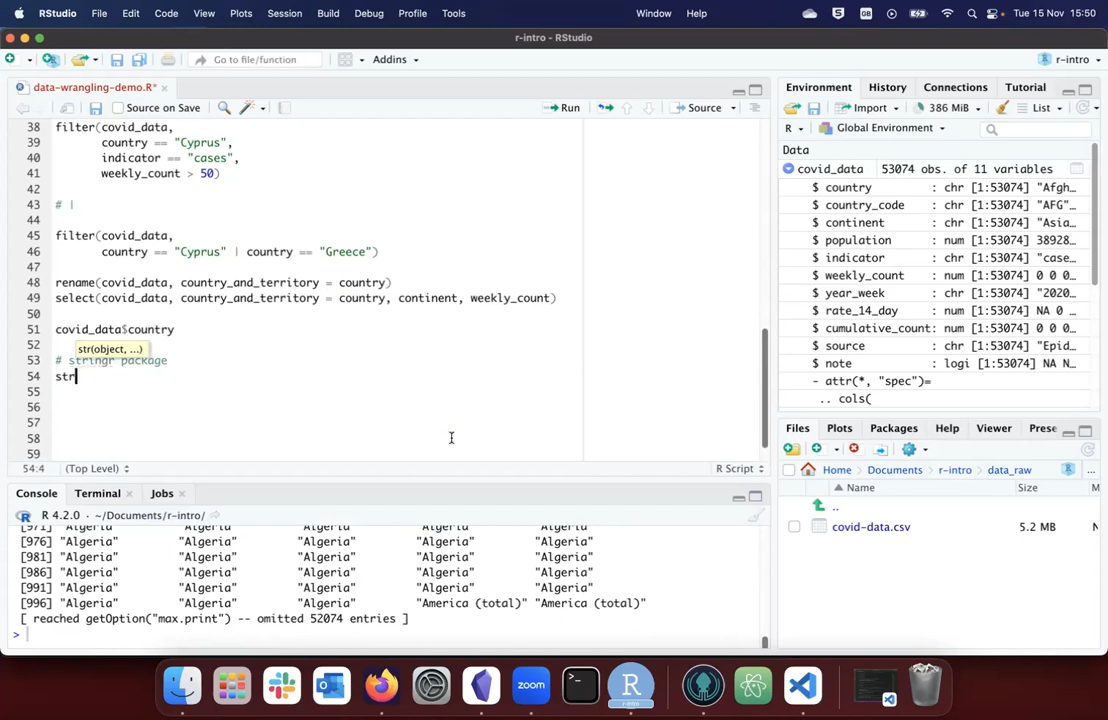 RStudio File Edit Code View Plots Session Build Debug Profile Tools Window Help GB Tue 15 Nov 15:50
r-intro - RStudio
Go to file/function Addins r-intro
data-wrangling-demo.R*
Source on Save Run Source
38 filter(covid_data,
39 country == "Cyprus",
40 indicator == "cases",
41 weekly_count > 50)
42
43 # |
44
45 filter(covid_data,
46 country == "Cyprus" | country == "Greece")
47
48 rename(covid_data, country_and_territory = country)
49 select(covid_data, country_and_territory = country, continent, weekly_count)
50
51 covid_data$country
52 str(object, ...)
53 # stringr package
54 str
55
56
57
58
59
54:4 (Top Level) R Script
Console Terminal Jobs
R 4.2.0 · ~/Documents/r-intro/
[971] "Algeria" "Algeria" "Algeria" "Algeria" "Algeria"
[976] "Algeria" "Algeria" "Algeria" "Algeria" "Algeria"
[981] "Algeria" "Algeria" "Algeria" "Algeria" "Algeria"
[986] "Algeria" "Algeria" "Algeria" "Algeria" "Algeria"
[991] "Algeria" "Algeria" "Algeria" "Algeria" "Algeria"
[996] "Algeria" "Algeria" "Algeria" "America (total)" "America (total)"
[ reached getOption("max.print") -- omitted 52074 entries ]
>
Environment History Connections Tutorial
Import 386 MiB List
R Global Environment
Data
covid_data 53074 obs. of 11 variables
$ country : chr [1:53074] "Afgh…
$ country_code : chr [1:53074] "AFG"…
$ continent : chr [1:53074] "Asia…
$ population : num [1:53074] 38928…
$ indicator : chr [1:53074] "case…
$ weekly_count : num [1:53074] 0 0 0…
$ year_week : chr [1:53074] "2020…
$ rate_14_day : num [1:53074] NA 0 …
$ cumulative_count: num [1:53074] 0 0 0…
$ source : chr [1:53074] "Epid…
$ note : logi [1:53074] NA N…
- attr(*, "spec")=
.. cols(
Files Plots Packages Help Viewer Prese
Home Documents r-intro data_raw ...
Name Size M
..
covid-data.csv 5.2 MB N
zoom R r-intro